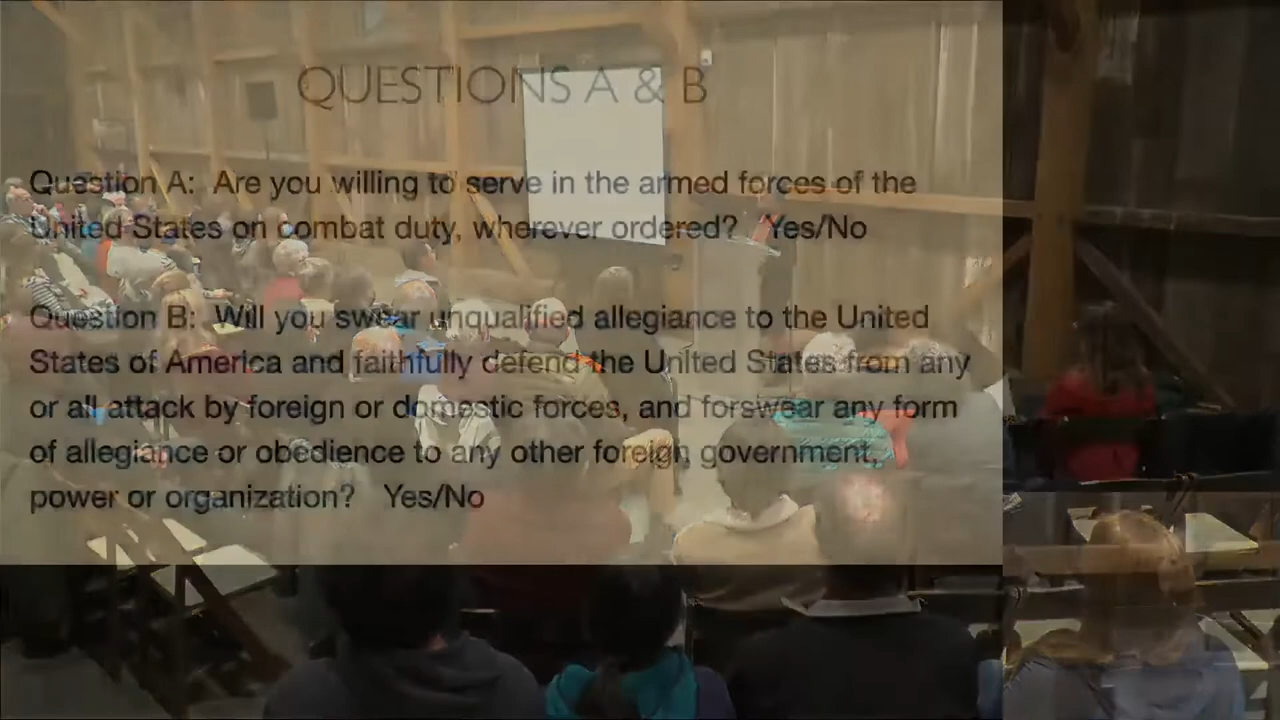 QUESTIONS A & B
Question A: Are you willing to serve in the armed forces of the
United States on combat duty, wherever ordered? Yes/No
Question B: Will you swear unqualified allegiance to the United
States of America and faithfully defend the United States from any
or all attack by foreign or domestic forces, and forswear any form
of allegiance or obedience to any other foreign government,
power or organization? Yes/No